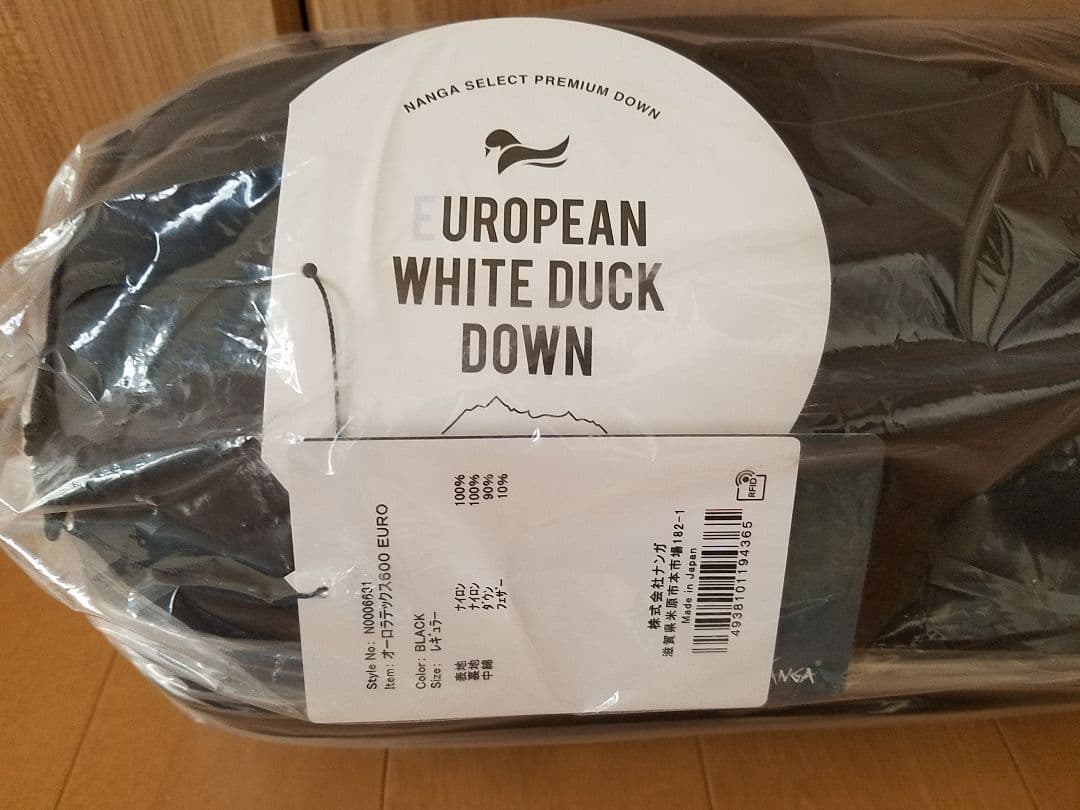 NANGA SELECT PREMIUM DOWN
EUROPEAN
WHITE DUCK
DOWN
Style No: N0006631
Item: オーロラテックス600 EURO
Color: BLACK
Size: レギュラー
表地 ナイロン 100%
裏地 ナイロン 100%
中綿 ダウン 90%
フェザー 10%
株式会社ナンガ
滋賀県米原市本市場182-1
Made in Japan
4938101194365
RFID
NANGA®